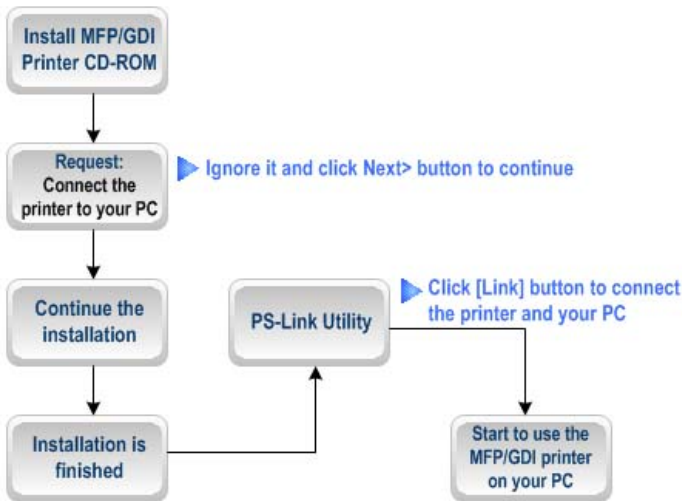 Install MFP/GDI
Printer CD-ROM
Request:
Connect the
printer to your PC
Ignore it and click Next> button to continue
Continue the
installation
Installation is
finished
PS-Link Utility
Click [Link] button to connect
the printer and your PC
Start to use the
MFP/GDI printer
on your PC